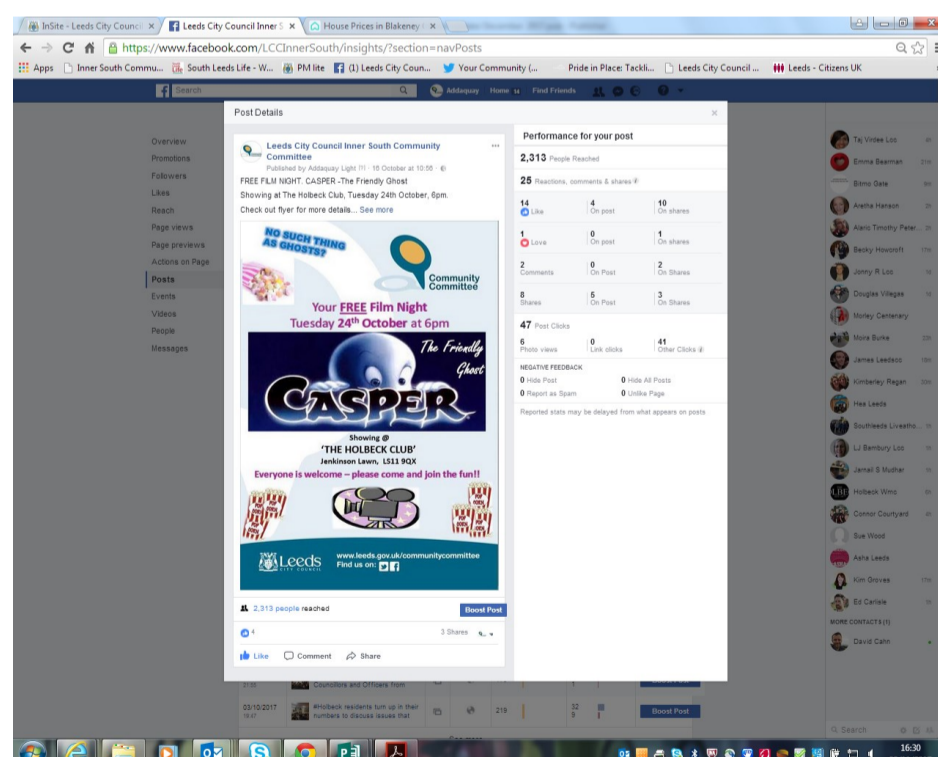 InSite - Leeds City Council
Leeds City Council Inner S
House Prices in Blakeney
https://www.facebook.com/LCCInnerSouth/insights/?section=navPosts
Apps
Inner South Commu...
South Leeds Life - W...
PM lite
(1) Leeds City Coun...
Your Community (...
Pride in Place: Tackli...
Leeds City Council ...
Leeds - Citizens UK
Search
Addaquay
Home
Find Friends
Overview
Promotions
Followers
Likes
Reach
Page views
Page previews
Actions on Page
Posts
Events
Videos
People
Messages
Post Details
Leeds City Council Inner South Community
Committee
Published by Addaquay Light
16 October at 10:56
FREE FILM NIGHT. CASPER -The Friendly Ghost
Showing at The Holbeck Club, Tuesday 24th October, 6pm.
Check out flyer for more details... See more
NO SUCH THING
AS GHOSTS?
Community
Committee
Your FREE Film Night
Tuesday 24th October at 6pm
The Friendly
Ghost
CASPER
Showing @
'THE HOLBECK CLUB'
Jenkinson Lawn, LS11 9QX
Everyone is welcome – please come and join the fun!!
Leeds
CITY COUNCIL
www.leeds.gov.uk/communitycommittee
Find us on:
2,313 people reached
Boost Post
4
3 Shares
Like
Comment
Share
Performance for your post
2,313 People Reached
25 Reactions, comments & shares
14
Like
4
On post
10
On shares
1
Love
0
On post
1
On shares
2
Comments
0
On Post
2
On Shares
8
Shares
5
On Post
3
On Shares
47 Post Clicks
6
Photo views
0
Link clicks
41
Other Clicks
NEGATIVE FEEDBACK
0 Hide Post
0 Hide All Posts
0 Report as Spam
0 Unlike Page
Reported stats may be delayed from what appears on posts
Councillors and Officers from
03/10/2017
#Holbeck residents turn up in their
numbers to discuss issues that
219
Boost Post
Taj Virdee Los
Emma Bearman
Bitmo Gate
Aretha Hanson
Alaric Timothy Peter...
Becky Howcroft
Jonny R Los
Douglas Villegas
Morley Centenary
Moira Burke
James Leedsco
Kimberley Regan
Hea Leeds
Southleeds Liveatho...
LJ Bambury Los
Jameil S Mudhar
Holbeck Wmc
Connor Courtyard
Sue Wood
Asha Leeds
Kim Groves
Ed Carlisle
MORE CONTACTS (1)
David Cahn
Search
16:30